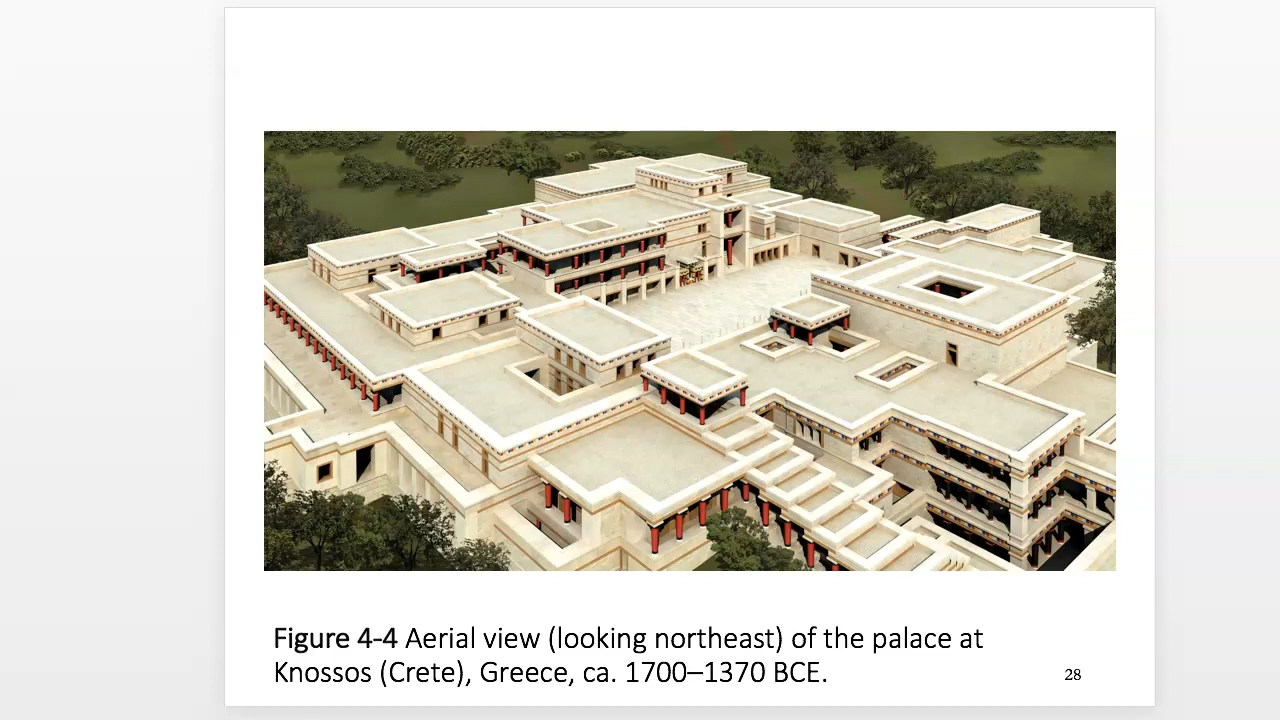 Figure 4-4 Aerial view (looking northeast) of the palace at
Knossos (Crete), Greece, ca. 1700–1370 BCE.
28